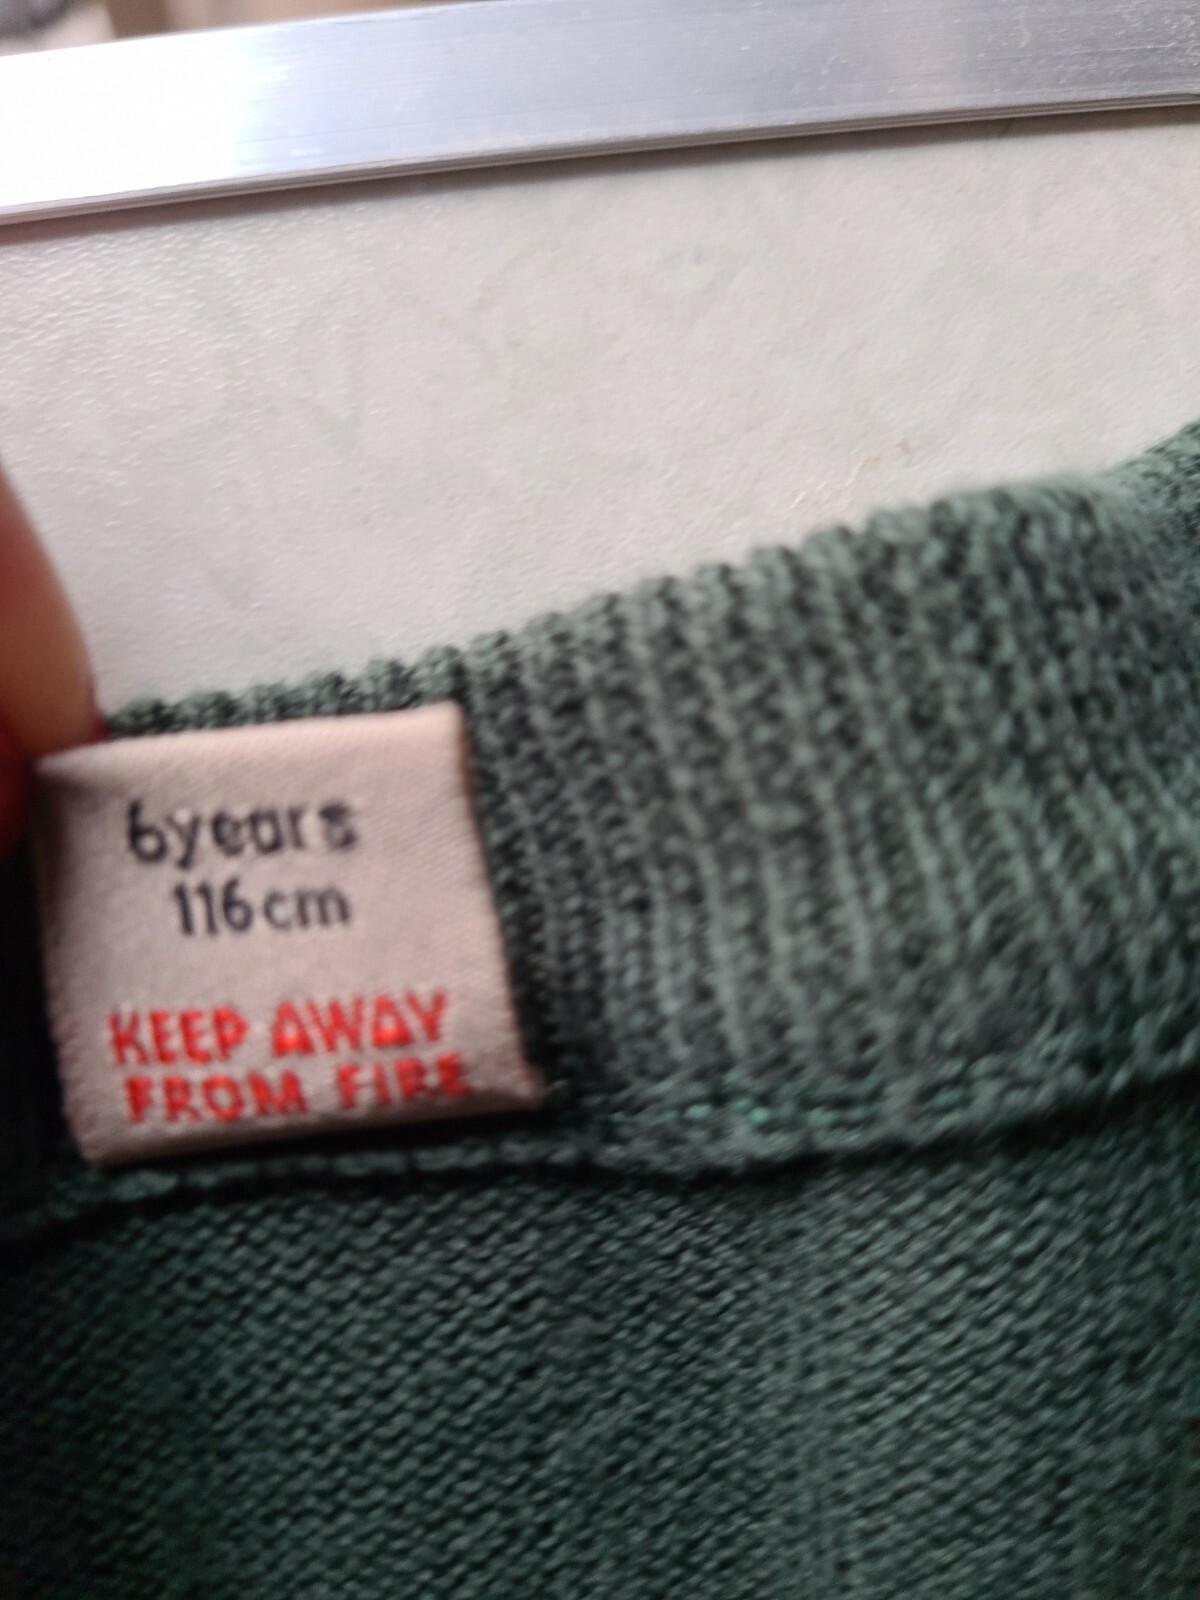 6years
116cm
KEEP AWAY
FROM FIRE